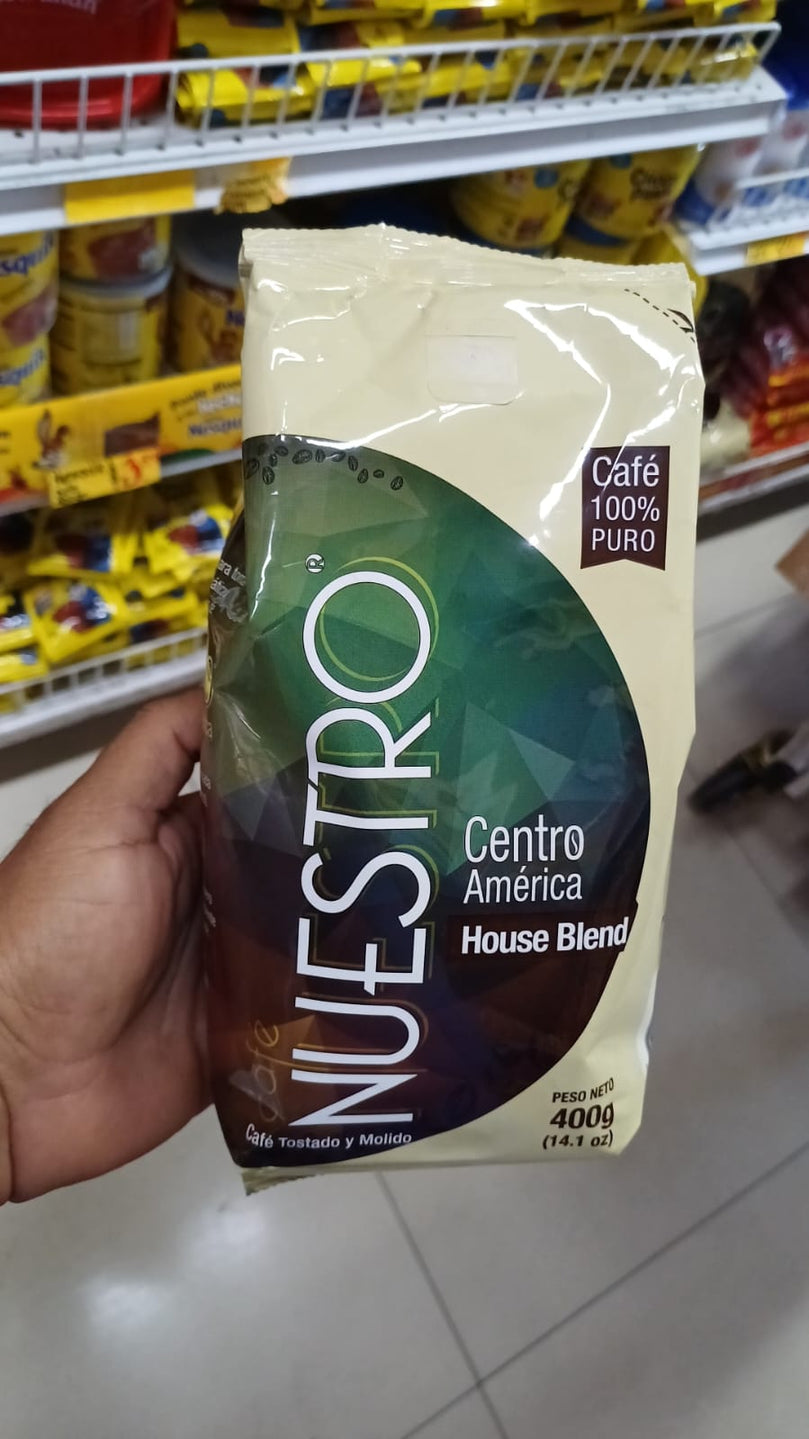 Café
100%
PURO
NUESTRO®
Centro
América
House Blend
café
Café Tostado y Molido
PESO NETO
400g
(14.1 oz)